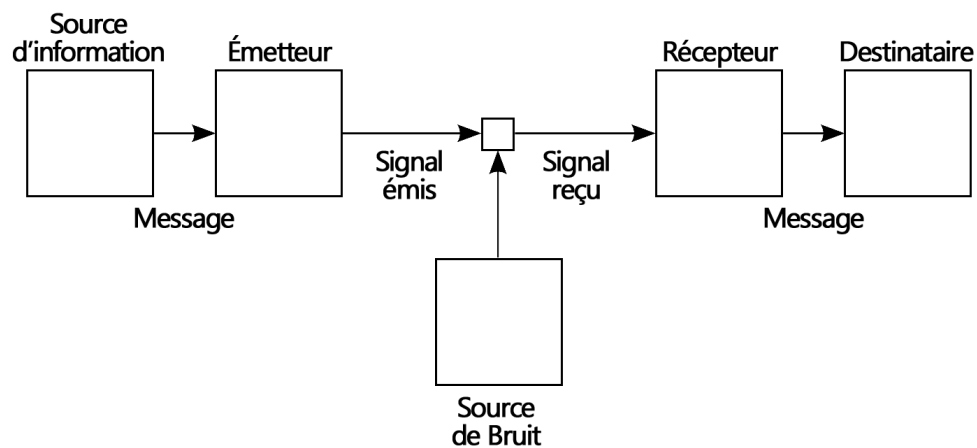 Source
d'information
Émetteur
Récepteur
Destinataire
Signal
émis
Signal
reçu
Message
Message
Source
de Bruit